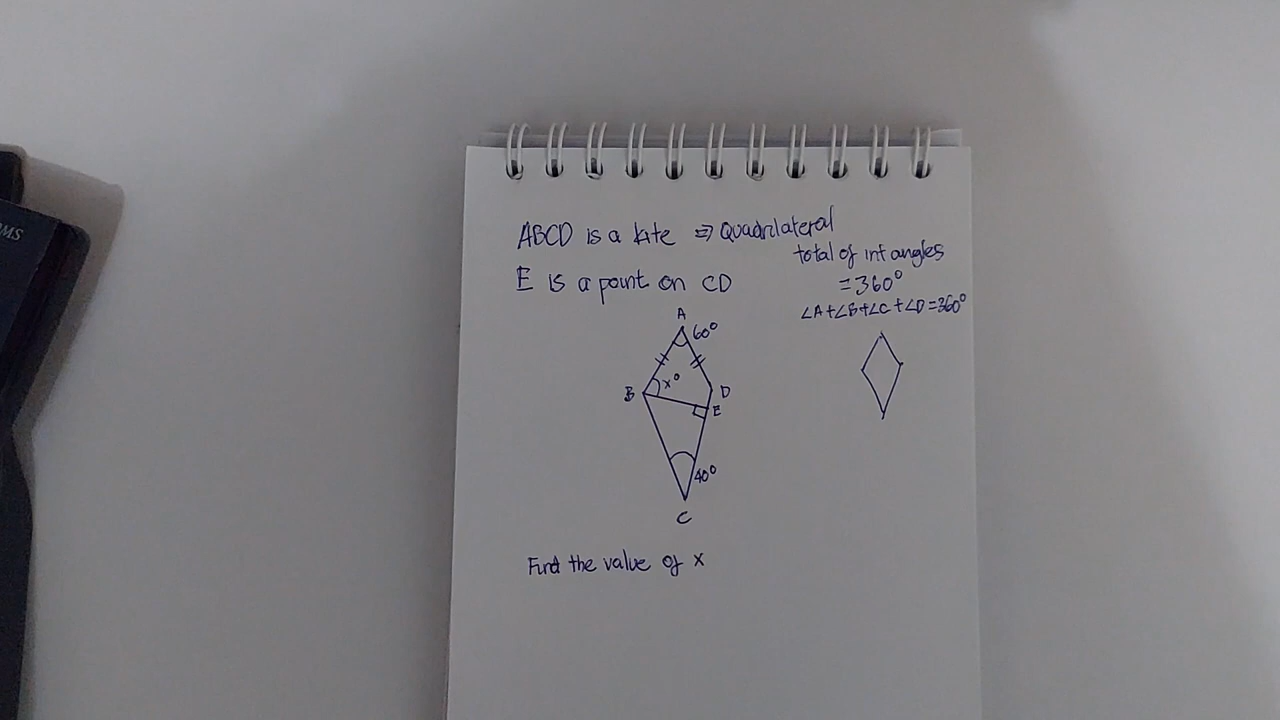 ABCD is a kite ⇒ Quadrilateral
total of int angles
= 360°
∠A+∠B+∠C+∠D=360°
E is a point on CD
A
60°
x°
B
D
E
40°
C
Find the value of x
MS